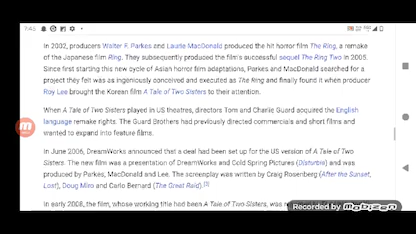 7:45
In 2002, producers Walter F. Parkes and Laurie MacDonald produced the hit horror film The Ring, a remake
of the Japanese film Ring. They subsequently produced the film's successful sequel The Ring Two in 2005.
Since first starting this new cycle of Asian horror film adaptations, Parkes and MacDonald searched for a
project they felt was as ingeniously conceived and executed as The Ring and finally found it when producer
Roy Lee brought the Korean film A Tale of Two Sisters to their attention.
When A Tale of Two Sisters played in US theatres, directors Tom and Charlie Guard acquired the English
language remake rights. The Guard Brothers had previously directed commercials and short films and
wanted to expand into feature films.
In June 2006, DreamWorks announced that a deal had been set up for the US version of A Tale of Two
Sisters. The new film was a presentation of DreamWorks and Cold Spring Pictures (Disturbia) and was
produced by Parkes, MacDonald and Lee. The screenplay was written by Craig Rosenberg (After the Sunset,
Lost), Doug Miro and Carlo Bernard (The Great Raid).[3]
In early 2008, the film, whose working title had been A Tale of Two Sisters, was
Recorded by Mobizen